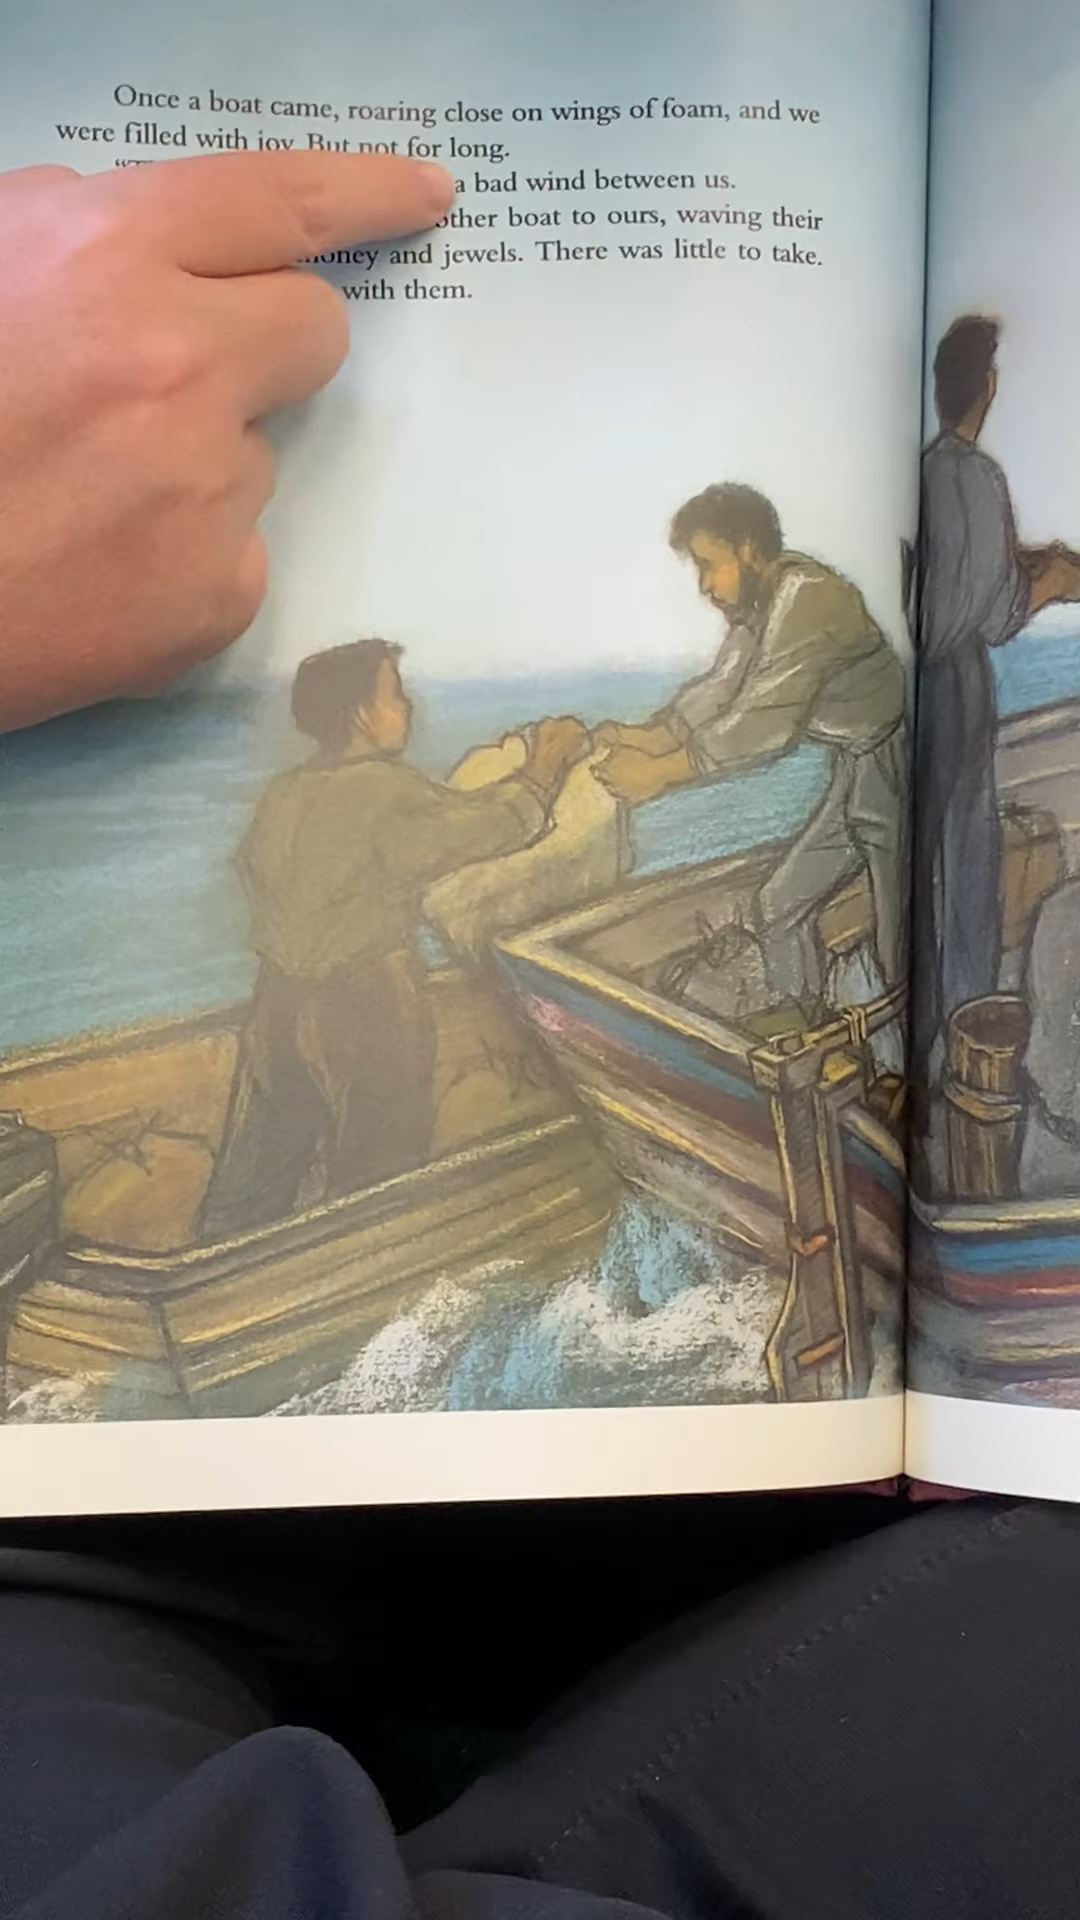 Once a boat came, roaring close on wings of foam, and we
were filled with joy. But not for long.
a bad wind between us.
other boat to ours, waving their
money and jewels. There was little to take.
with them.